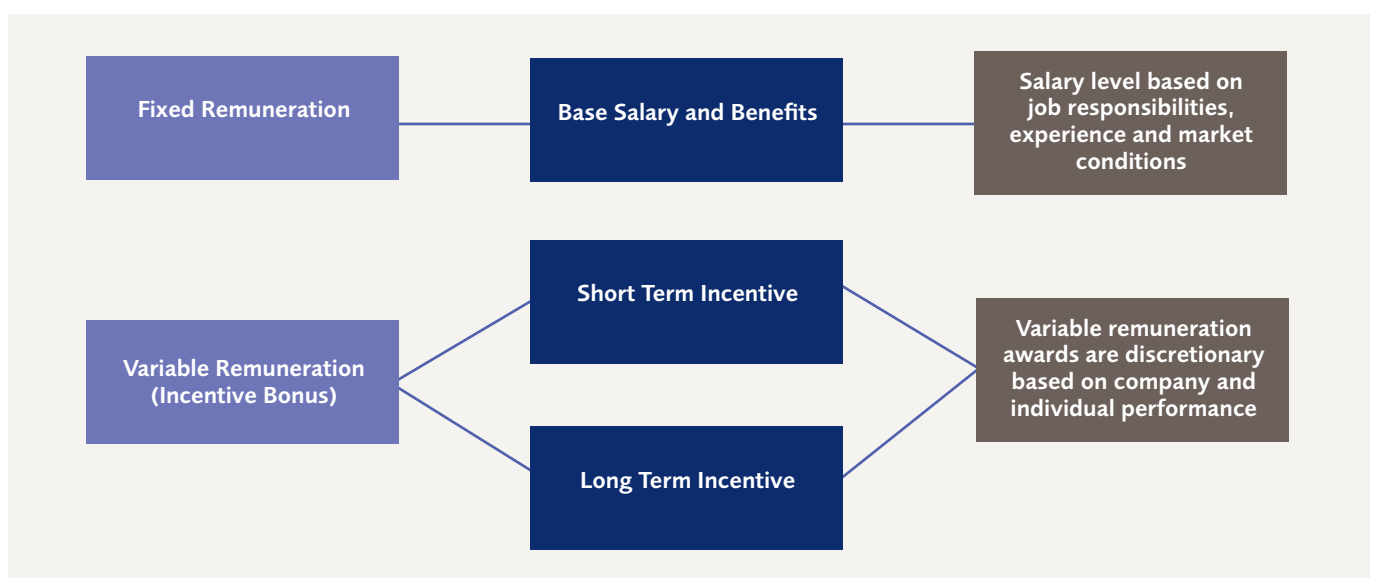 Fixed Remuneration
Base Salary and Benefits
Salary level based on
job responsibilities,
experience and market
conditions
Short Term Incentive
Variable Remuneration
(Incentive Bonus)
Variable remuneration
awards are discretionary
based on company and
individual performance
Long Term Incentive